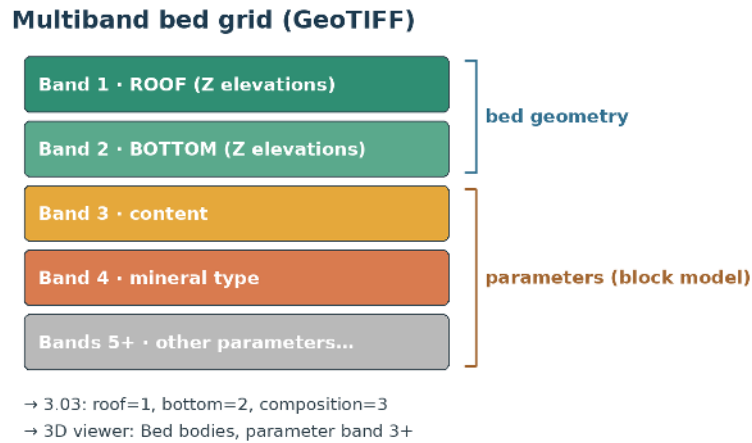 Multiband bed grid (GeoTIFF)
Band 1 · ROOF (Z elevations)
Band 2 · BOTTOM (Z elevations)
bed geometry
Band 3 · content
Band 4 · mineral type
Bands 5+ · other parameters...
parameters (block model)
→ 3.03: roof=1, bottom=2, composition=3
→ 3D viewer: Bed bodies, parameter band 3+